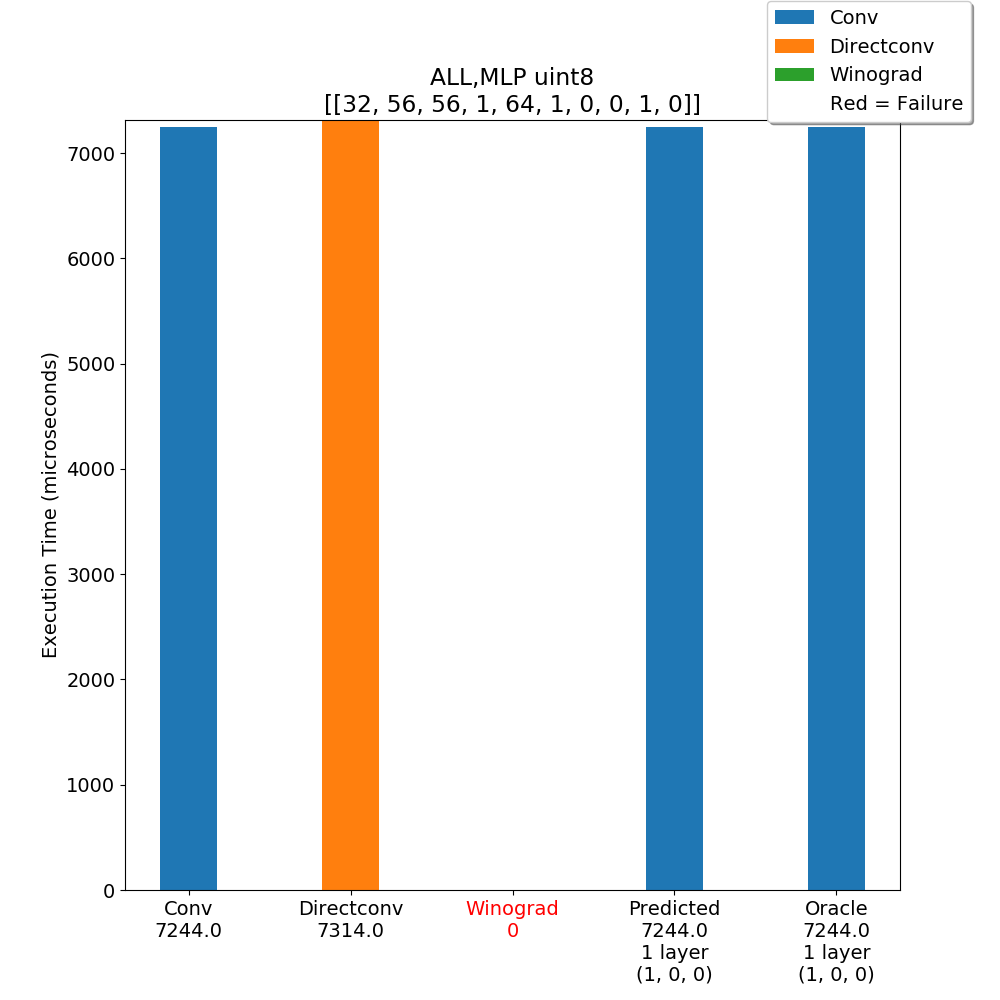 Conv
Directconv
Winograd
Red = Failure
ALL,MLP uint8
[[32, 56, 56, 1, 64, 1, 0, 0, 1, 0]]
Execution Time (microseconds)
7000
6000
5000
4000
3000
2000
1000
0
Conv
7244.0
Directconv
7314.0
Winograd
0
Predicted
7244.0
1 layer
(1, 0, 0)
Oracle
7244.0
1 layer
(1, 0, 0)